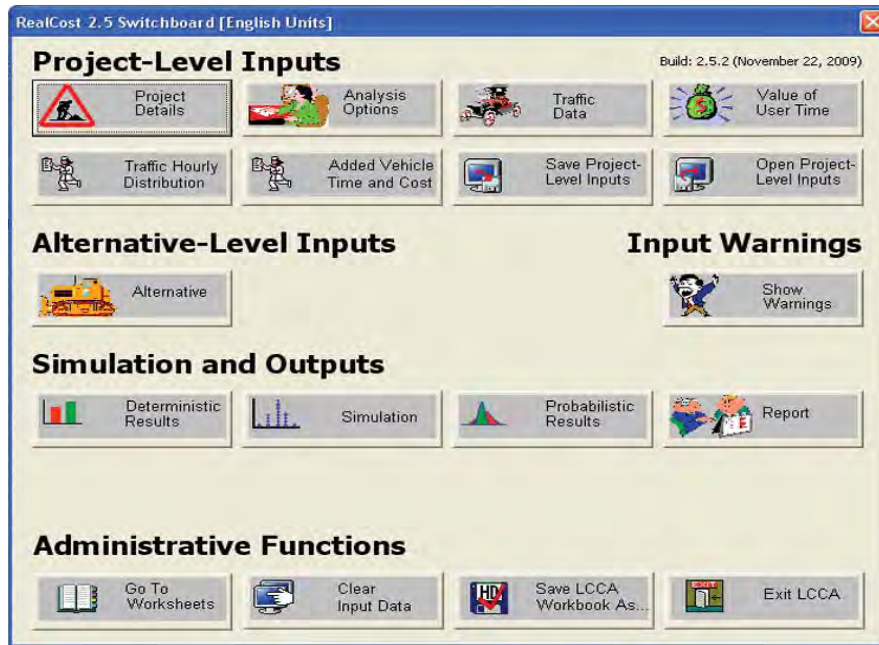 RealCost 2.5 Switchboard [English Units]
Project-Level Inputs
Build: 2.5.2 (November 22, 2009)
Project
Details
Analysis
Options
Traffic
Data
Value of
User Time
Traffic Hourly
Distribution
Added Vehicle
Time and Cost
Save Project-
Level Inputs
Open Project-
Level Inputs
Alternative-Level Inputs
Input Warnings
Alternative
Show
Warnings
Simulation and Outputs
Deterministic
Results
Simulation
Probabilistic
Results
E
Report
Administrative Functions
Go To
Worksheets
Clear
Input Data
HD
Save LCCA
Workbook As...
EXIT
Exit LCCA